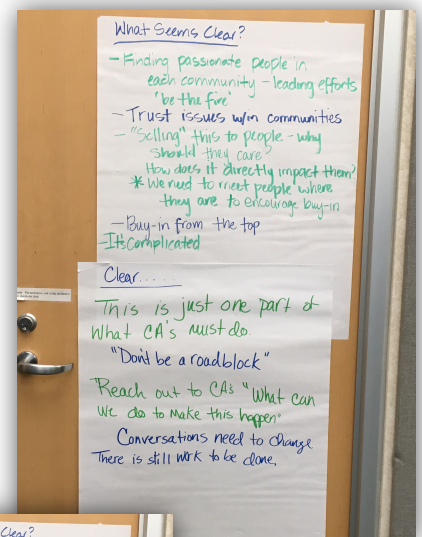 What Seems Clear?
- Finding passionate people in
each community - leading efforts
'be the fire'
- Trust issues w/in communities
- "Selling" this to people - why
should they care?
How does it directly impact them?
* We need to meet people where
they are to encourage buy-in
- Buy-in from the top
- It's Complicated
Clear......
This is just one part of
what CA's must do.
"Don't be a roadblock"
"Reach out to CA's "What can
we do to make this happen"
Conversations need to change
There is still work to be done.
Clear?